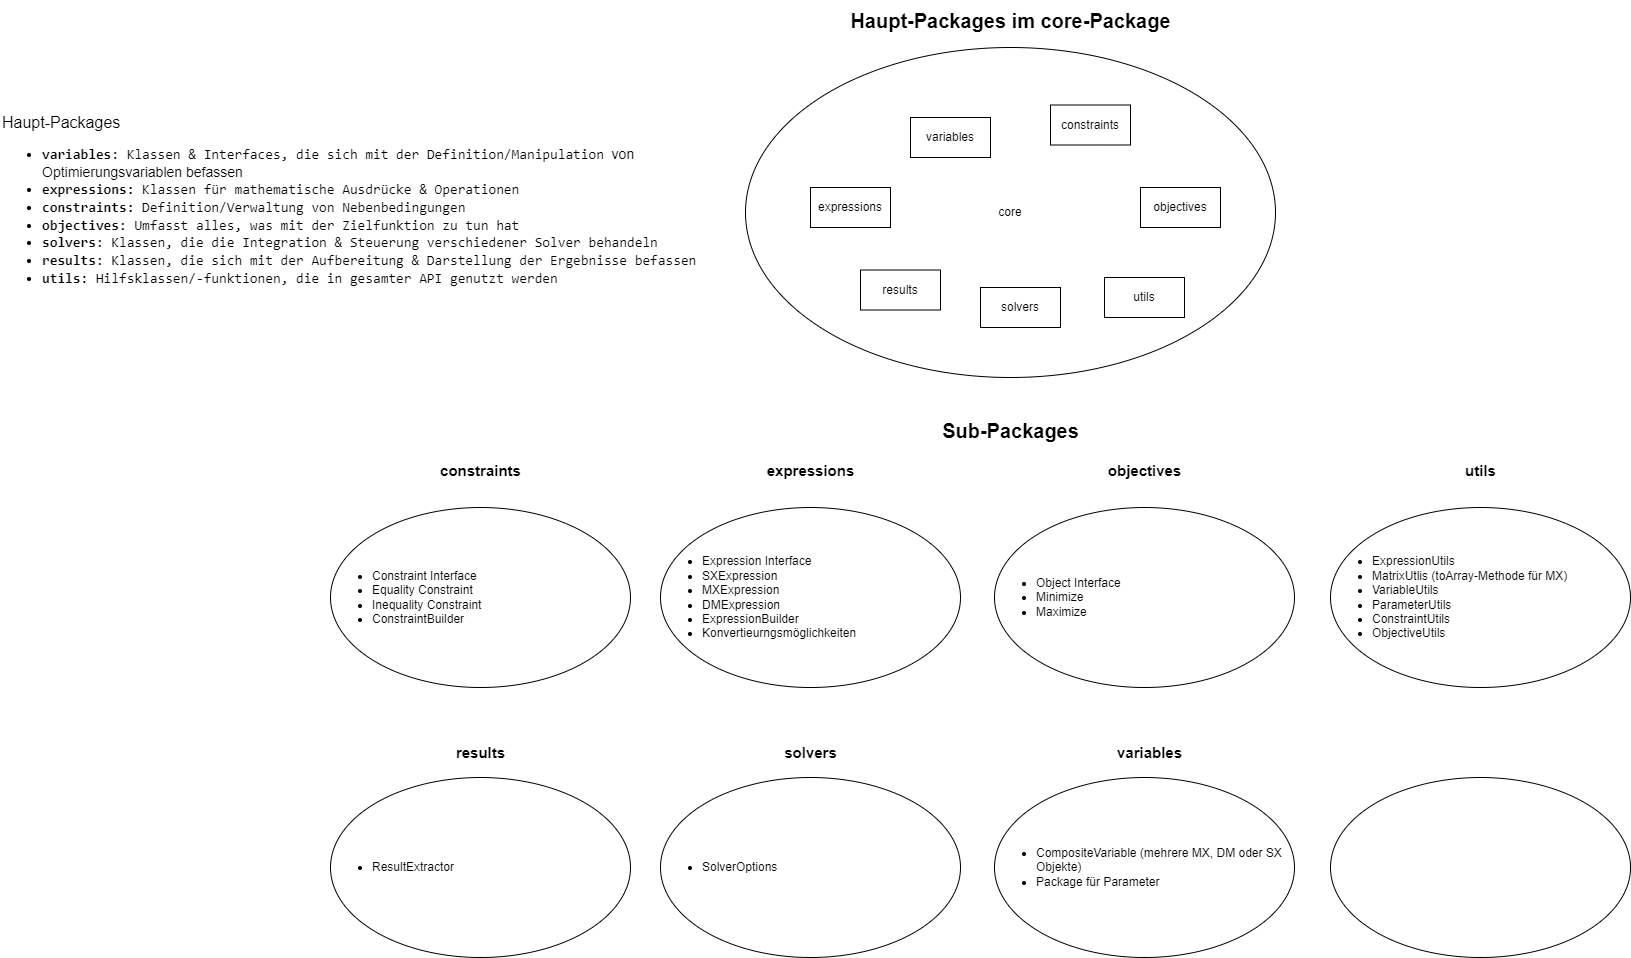 Haupt-Packages im core-Package
Haupt-Packages
variables: Klassen & Interfaces, die sich mit der Definition/Manipulation von
Optimierungsvariablen befassen
expressions: Klassen für mathematische Ausdrücke & Operationen
constraints: Definition/Verwaltung von Nebenbedingungen
objectives: Umfasst alles, was mit der Zielfunktion zu tun hat
solvers: Klassen, die die Integration & Steuerung verschiedener Solver behandeln
results: Klassen, die sich mit der Aufbereitung & Darstellung der Ergebnisse befassen
utils: Hilfsklassen/-funktionen, die in gesamter API genutzt werden
variables
constraints
expressions
core
objectives
results
solvers
utils
Sub-Packages
constraints
Constraint Interface
Equality Constraint
Inequality Constraint
ConstraintBuilder
expressions
Expression Interface
SXExpression
MXExpression
DMExpression
ExpressionBuilder
Konvertieurngsmöglichkeiten
objectives
Object Interface
Minimize
Maximize
utils
ExpressionUtils
MatrixUtlis (toArray-Methode für MX)
VariableUtils
ParameterUtils
ConstraintUtils
ObjectiveUtils
results
ResultExtractor
solvers
SolverOptions
variables
CompositeVariable (mehrere MX, DM oder SX
Objekte)
Package für Parameter